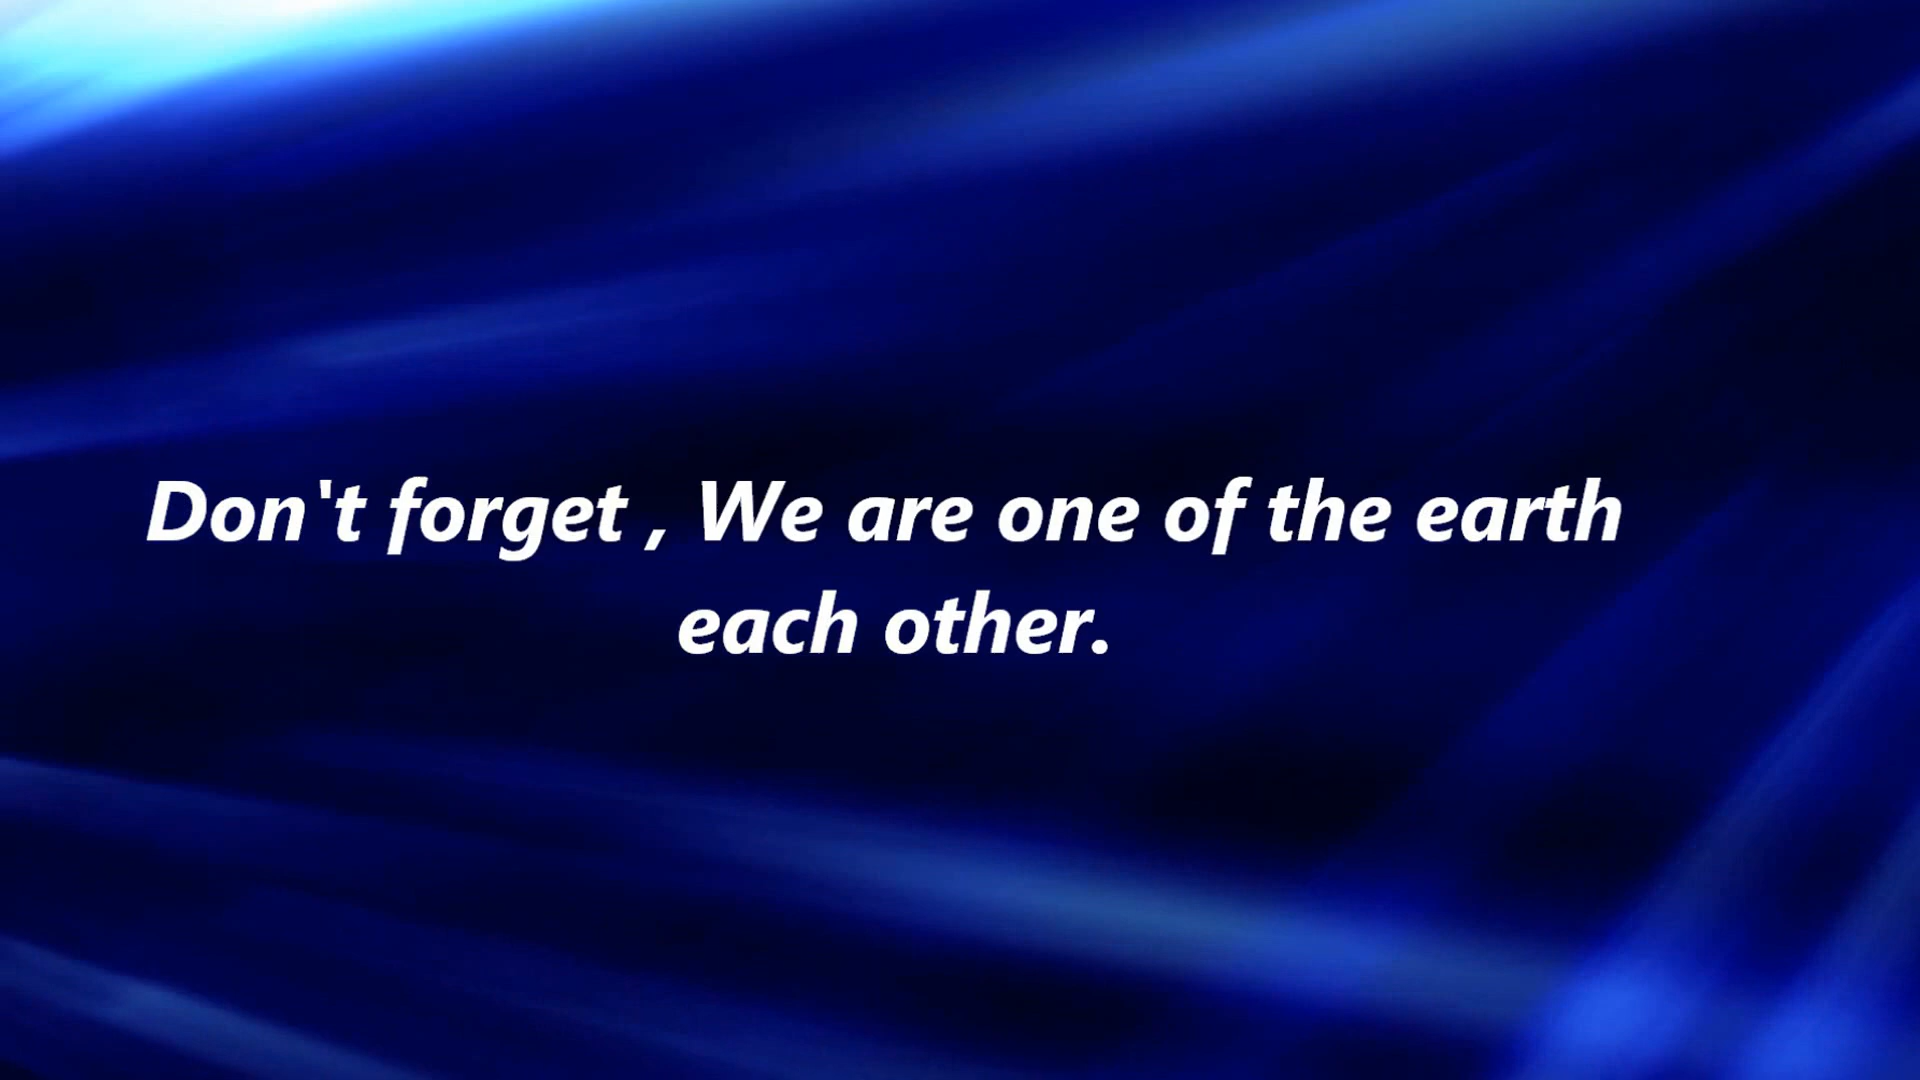 Don't forget , We are one of the earth
each other.